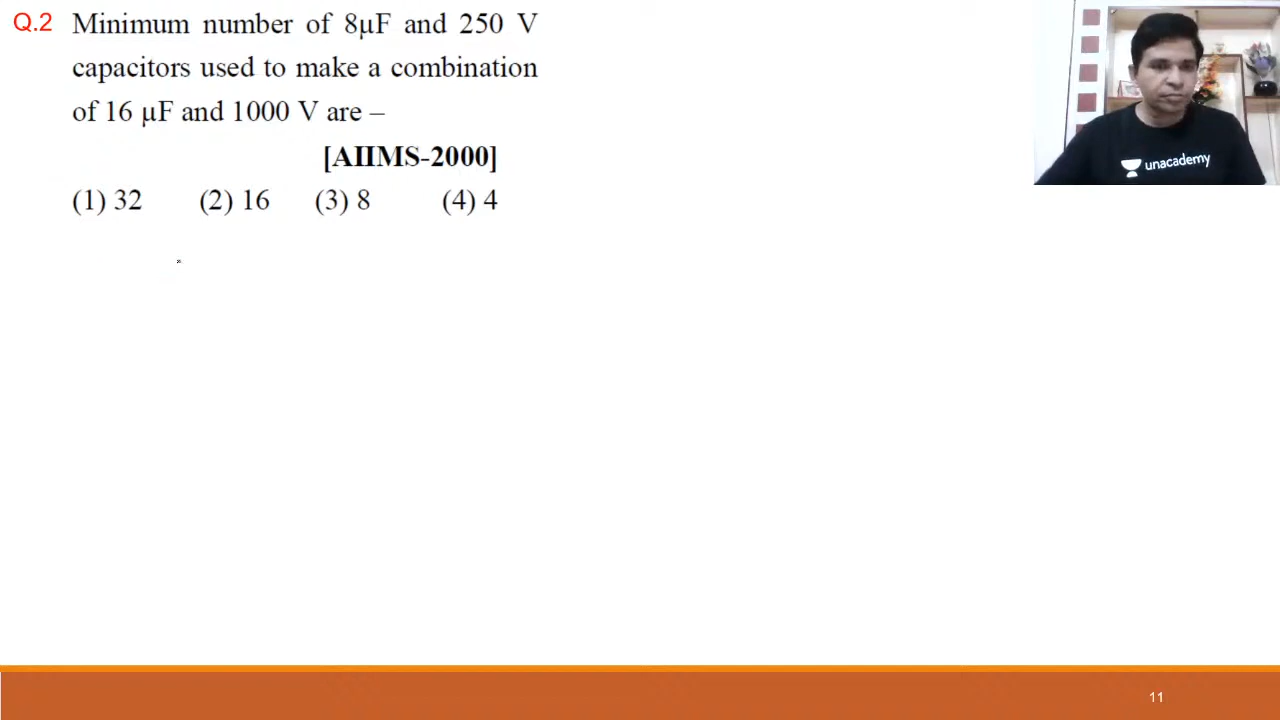 Q.2 Minimum number of 8μF and 250 V
capacitors used to make a combination
of 16 μF and 1000 V are –
[AIIMS-2000]
(1) 32 (2) 16 (3) 8 (4) 4
unacademy
11